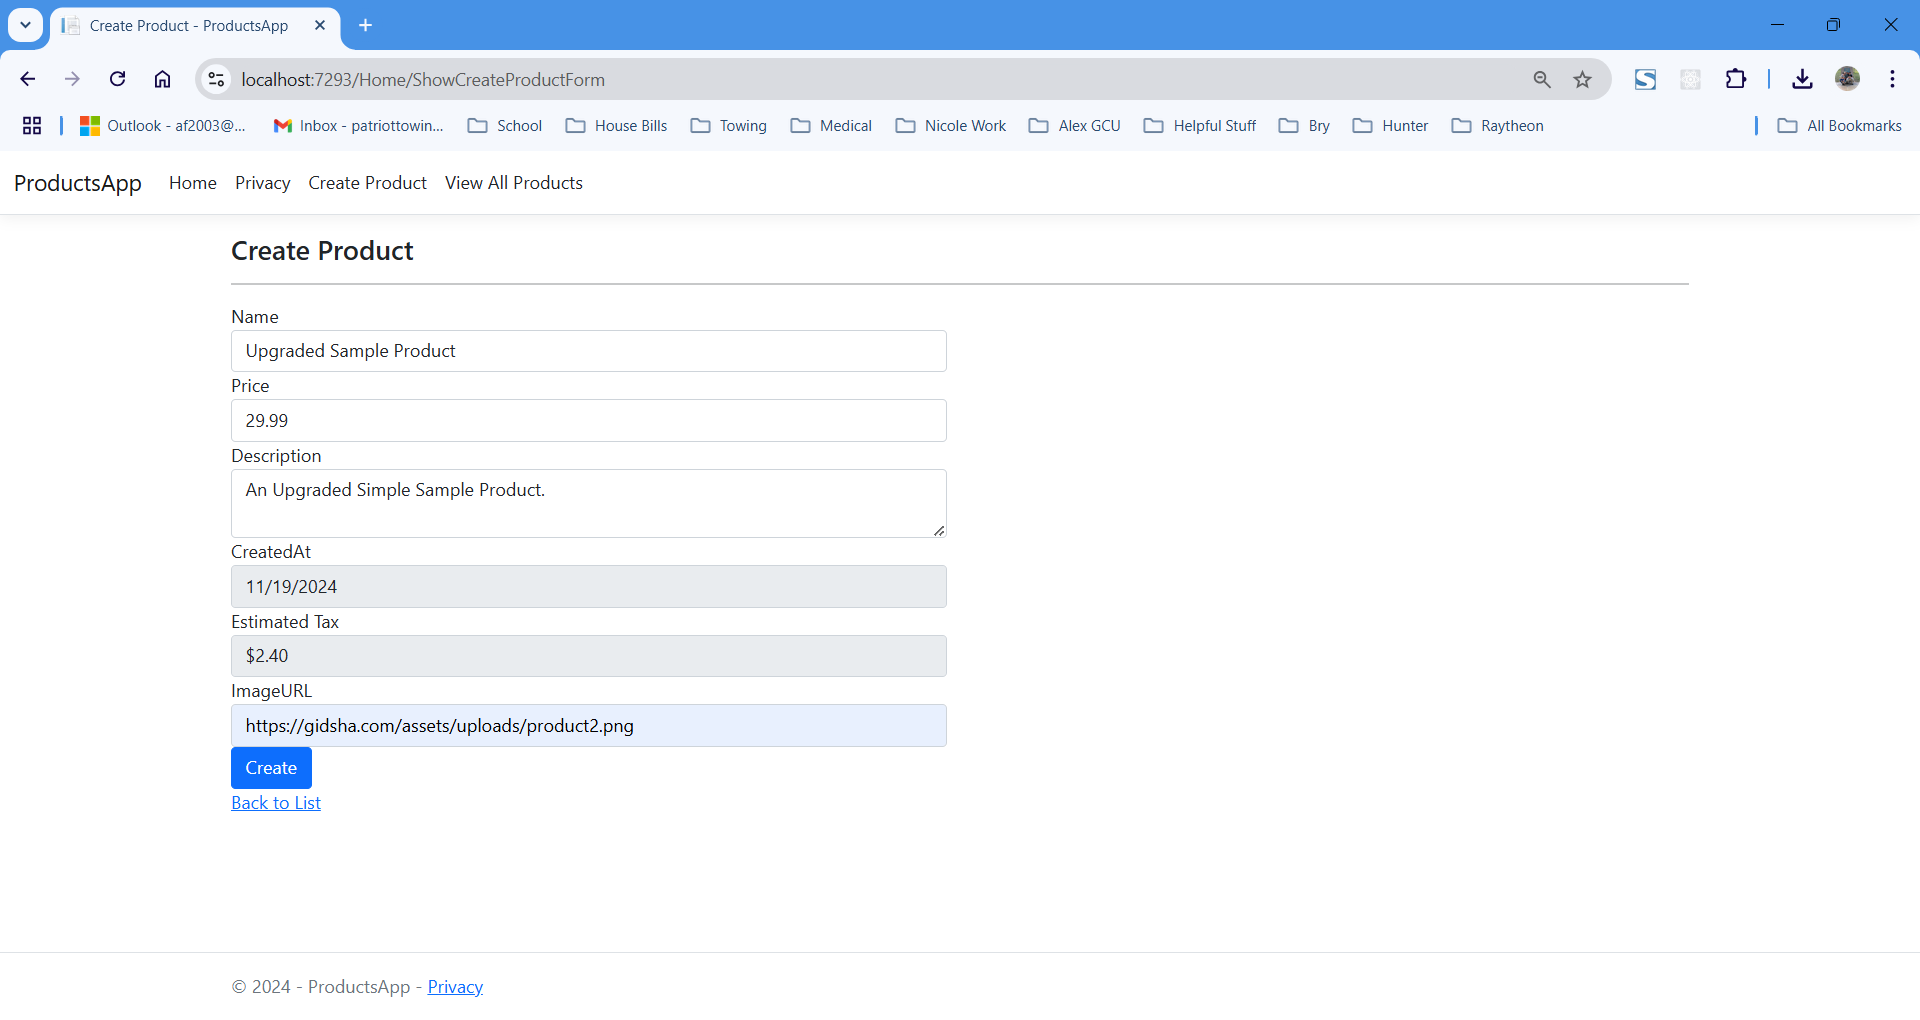 Create Product - ProductsApp
localhost:7293/Home/ShowCreateProductForm
Outlook - af2003@... Inbox - patriottowin... School House Bills Towing Medical Nicole Work Alex GCU Helpful Stuff Bry Hunter Raytheon All Bookmarks
ProductsApp Home Privacy Create Product View All Products
Create Product
Name
Upgraded Sample Product
Price
29.99
Description
An Upgraded Simple Sample Product.
CreatedAt
11/19/2024
Estimated Tax
$2.40
ImageURL
https://gidsha.com/assets/uploads/product2.png
Create
Back to List
© 2024 - ProductsApp - Privacy